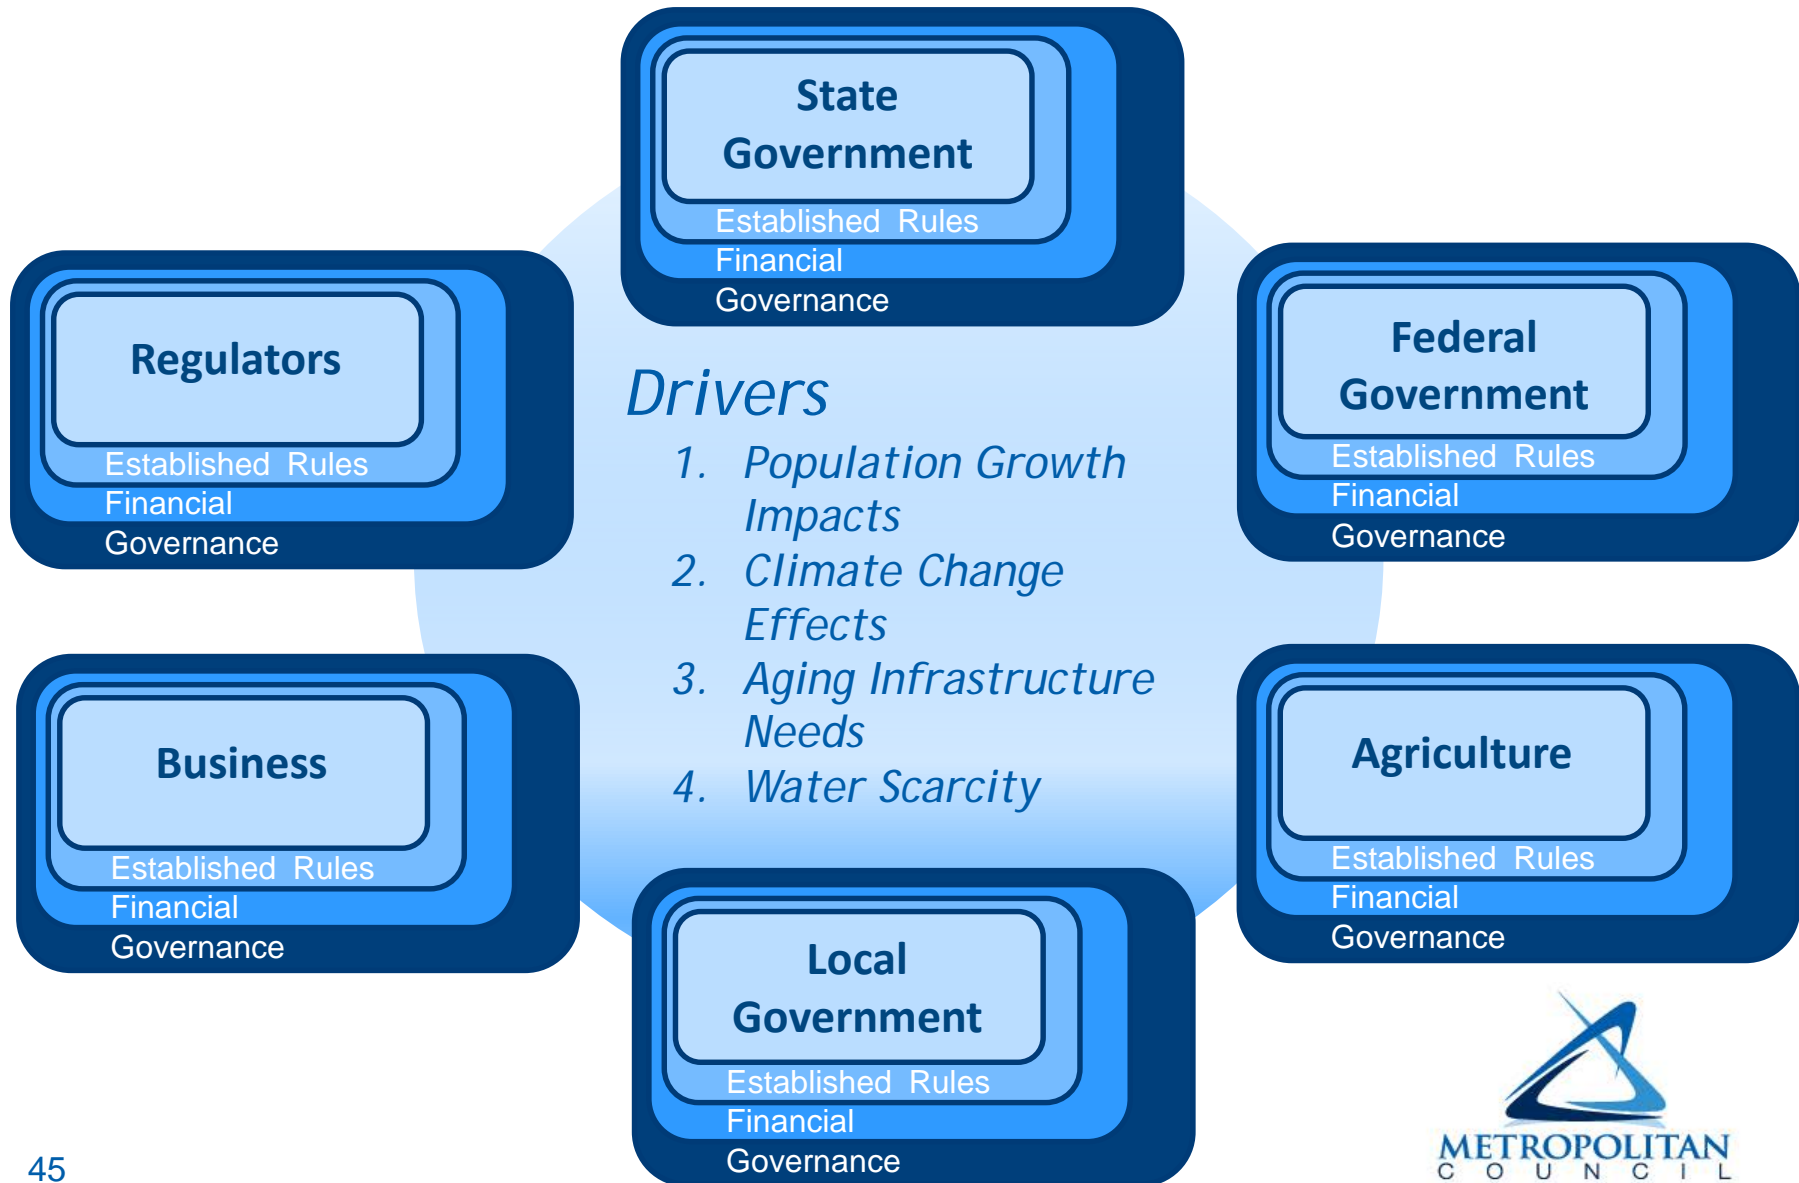 State
Government
Established Rules
Financial
Governance
Regulators
Established Rules
Financial
Governance
Federal
Government
Established Rules
Financial
Governance
Drivers
1. Population Growth
Impacts
2. Climate Change
Effects
3. Aging Infrastructure
Needs
4. Water Scarcity
Business
Established Rules
Financial
Governance
Agriculture
Established Rules
Financial
Governance
Local
Government
Established Rules
Financial
Governance
METROPOLITAN
COUNCIL
45